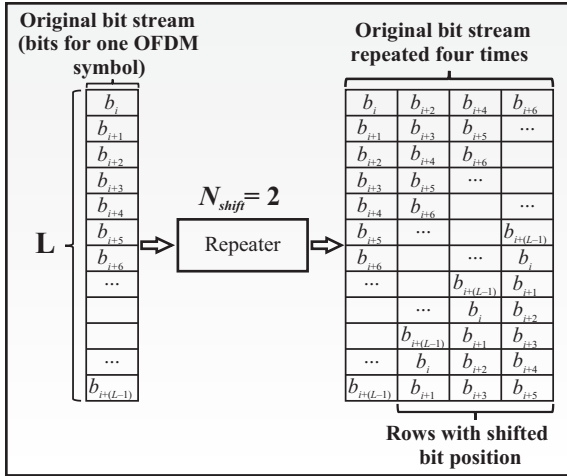 Original bit stream
(bits for one OFDM
symbol)
b_i
b_{i+1}
b_{i+2}
b_{i+3}
b_{i+4}
b_{i+5}
b_{i+6}
...
...
b_{i+(L−1)}
L
N_{shift} = 2
Repeater
Original bit stream
repeated four times
b_i b_{i+2} b_{i+4} b_{i+6}
b_{i+1} b_{i+3} b_{i+5} ...
b_{i+2} b_{i+4} b_{i+6}
b_{i+3} b_{i+5} ...
b_{i+4} b_{i+6} ...
b_{i+5} ... b_{i+(L−1)}
b_{i+6} ... b_i
... b_{i+(L−1)} b_{i+1}
... b_i b_{i+2}
b_{i+(L−1)} b_{i+1} b_{i+3}
... b_i b_{i+2} b_{i+4}
b_{i+(L−1)} b_{i+1} b_{i+3} b_{i+5}
Rows with shifted
bit position